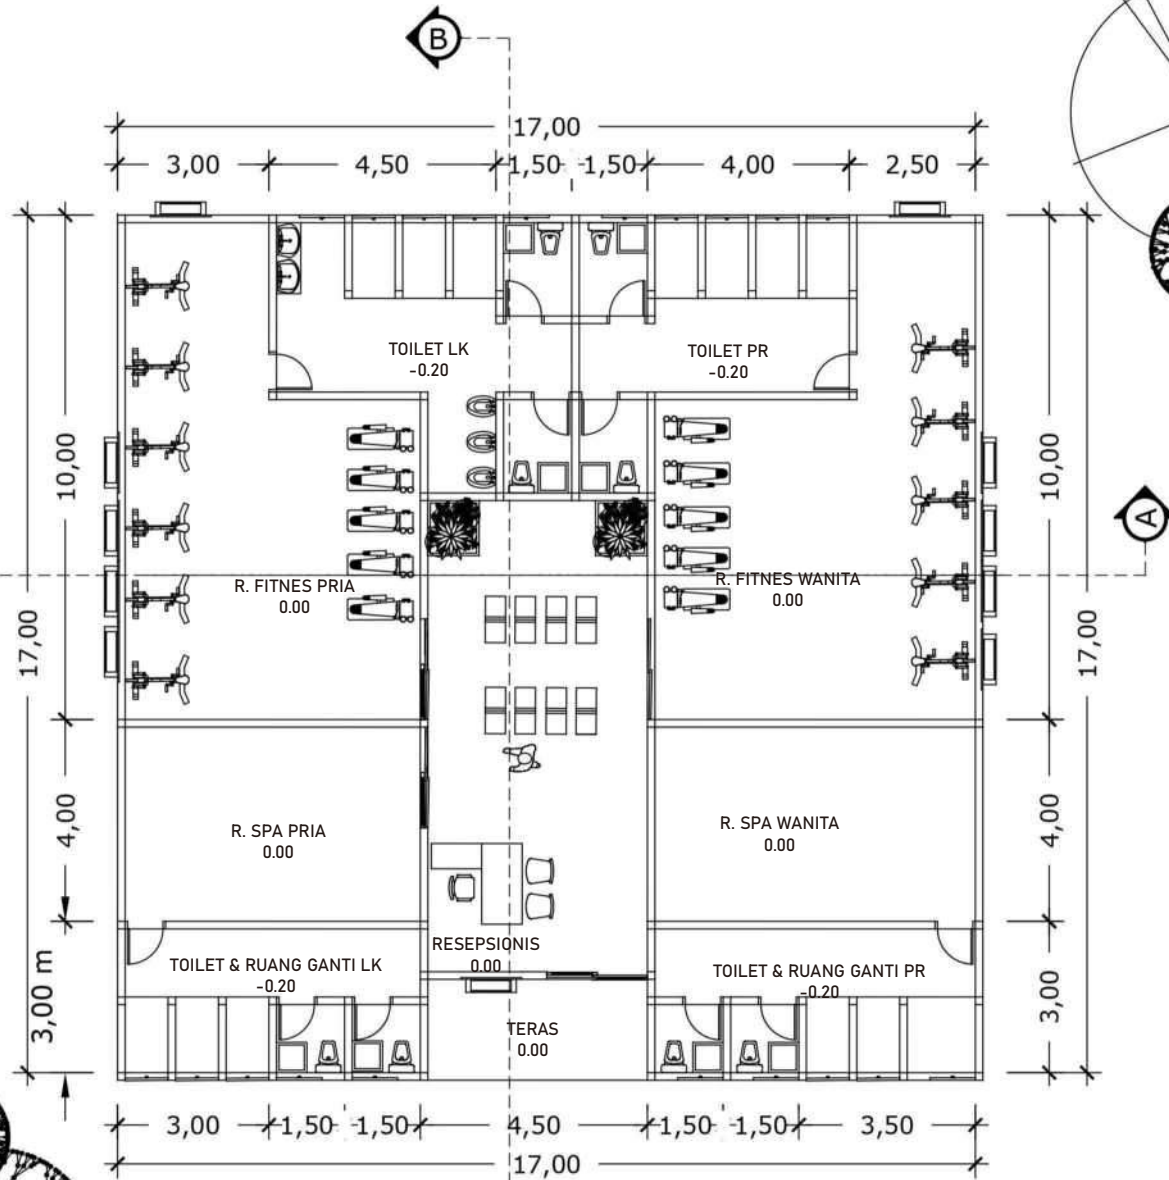 B
17,00
3,00 4,50 1,50 1,50 4,00 2,50
TOILET LK
-0.20
TOILET PR
-0.20
10,00
10,00
A
R. FITNES PRIA
0.00
R. FITNES WANITA
0.00
17,00
17,00
4,00
R. SPA PRIA
0.00
R. SPA WANITA
0.00
4,00
RESEPSIONIS
0.00
TOILET & RUANG GANTI LK
-0.20
TOILET & RUANG GANTI PR
-0.20
3,00 m
3,00
TERAS
0.00
3,00 1,50 1,50 4,50 1,50 1,50 3,50
17,00